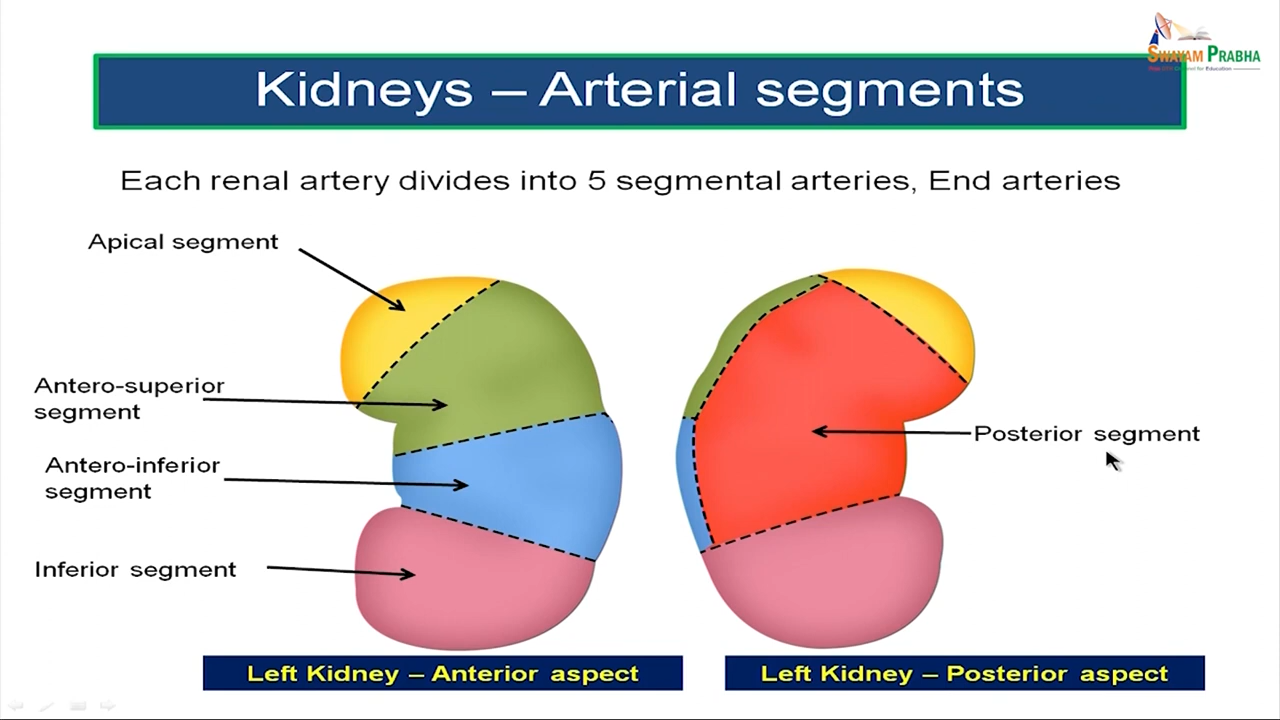 SWAYAM PRABHA
Kidneys – Arterial segments
Each renal artery divides into 5 segmental arteries, End arteries
Apical segment
Antero-superior
segment
Antero-inferior
segment
Inferior segment
Posterior segment
Left Kidney – Anterior aspect
Left Kidney – Posterior aspect